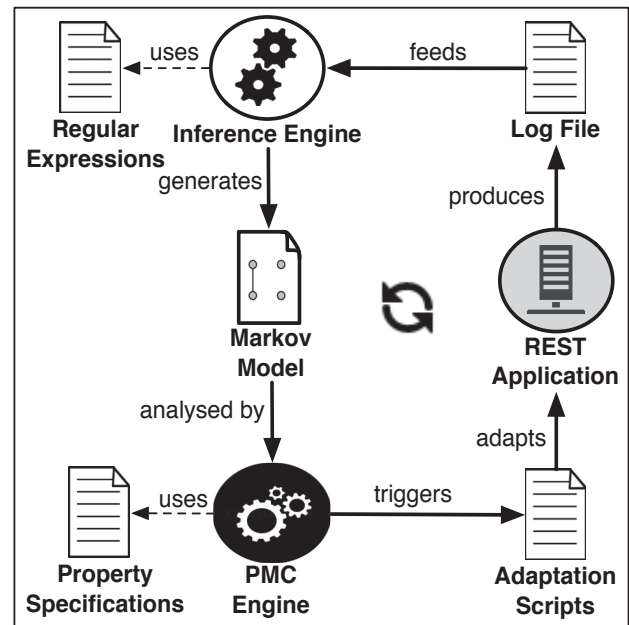 uses
feeds
Regular
Expressions
Inference Engine
Log File
generates
produces
Markov
Model
REST
Application
analysed by
adapts
uses
triggers
Property
Specifications
PMC
Engine
Adaptation
Scripts